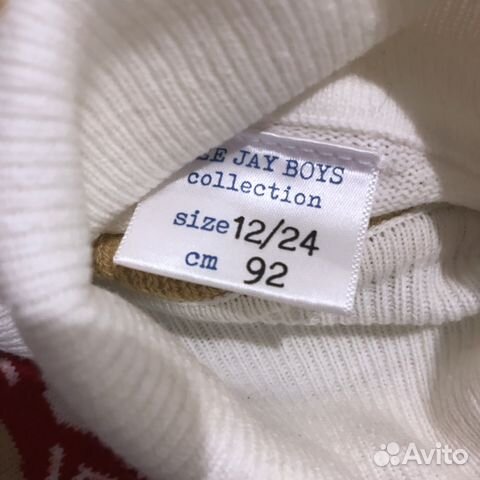 JAY BOYS
collection
size 12/24
cm 92
Avito